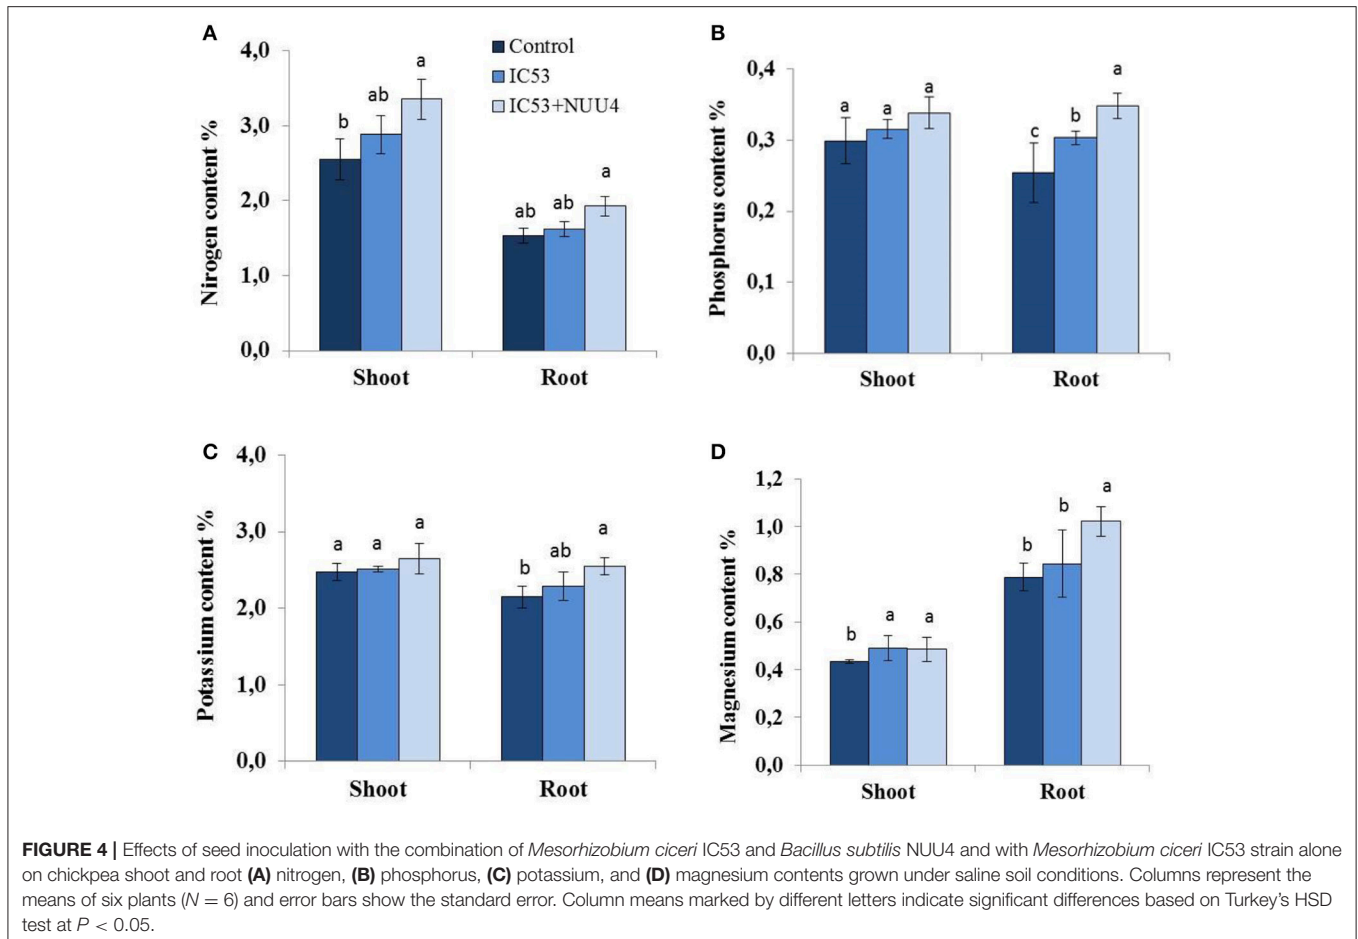 A
Control
IC53
IC53+NUU4
Nirogen content %
4,0
3,0
2,0
1,0
0,0
b
ab
a
ab
ab
a
Shoot
Root
B
Phosphorus content %
0,4
0,3
0,2
0,1
0,0
a
a
a
c
b
a
Shoot
Root
C
Potassium content %
4,0
3,0
2,0
1,0
0,0
a
a
a
b
ab
a
Shoot
Root
D
Magnesium content %
1,2
1,0
0,8
0,6
0,4
0,2
0,0
b
a
a
b
b
a
Shoot
Root
FIGURE 4 | Effects of seed inoculation with the combination of Mesorhizobium ciceri IC53 and Bacillus subtilis NUU4 and with Mesorhizobium ciceri IC53 strain alone
on chickpea shoot and root (A) nitrogen, (B) phosphorus, (C) potassium, and (D) magnesium contents grown under saline soil conditions. Columns represent the
means of six plants (N = 6) and error bars show the standard error. Column means marked by different letters indicate significant differences based on Turkey's HSD
test at P < 0.05.